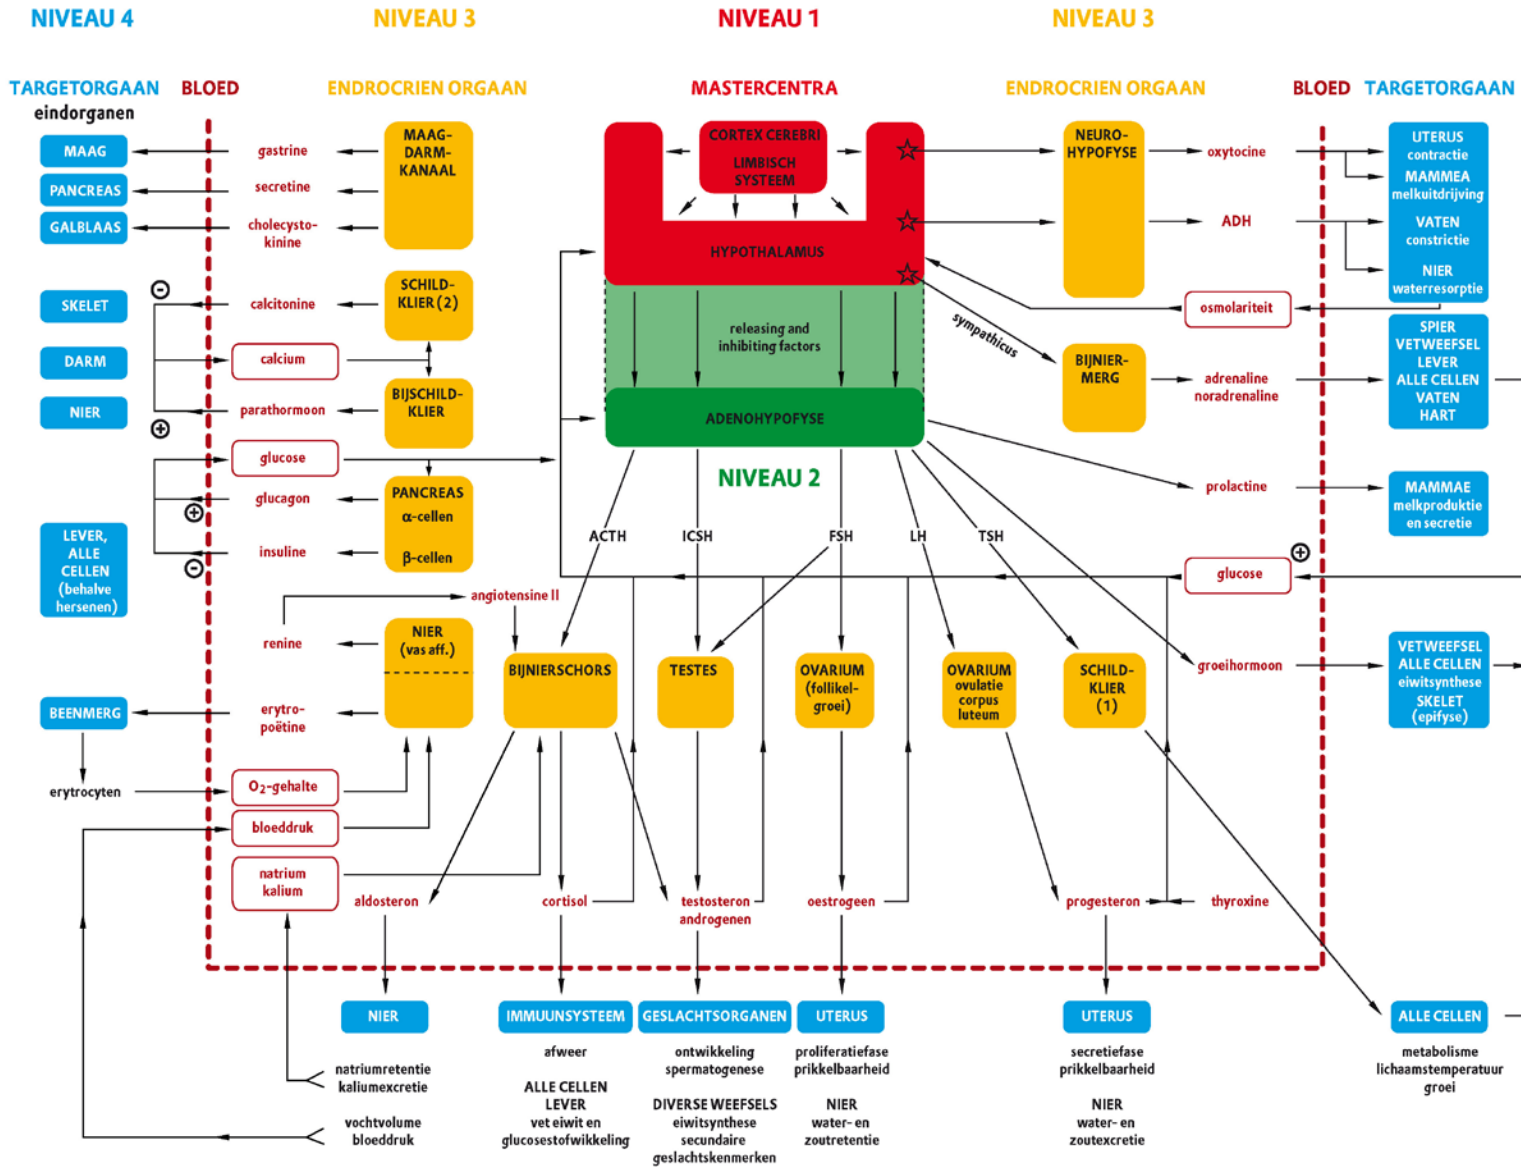 NIVEAU 4
NIVEAU 3
NIVEAU 1
NIVEAU 3
TARGETORGAAN
eindorganen
BLOED
ENDROCRIEN ORGAAN
MASTERCENTRA
ENDROCRIEN ORGAAN
BLOED
TARGETORGAAN
MAAG
gastrine
MAAG-
DARM-
KANAAL
PANCREAS
secretine
GALBLAAS
cholecysto-
kinine
CORTEX CEREBRI
LIMBISCH
SYSTEEM
HYPOTHALAMUS
NEURO-
HYPOFYSE
oxytocine
ADH
UTERUS
contractie
MAMMEA
melkuitdrijving
VATEN
constrictie
NIER
waterresorptie
SKELET
calcitonine
SCHILD-
KLIER (2)
DARM
calcium
NIER
parathormoon
BIJSCHILD-
KLIER
releasing and
inhibiting factors
sympathicus
osmolariteit
BIJNIER-
MERG
adrenaline
noradrenaline
SPIER
VETWEEFSEL
LEVER
ALLE CELLEN
VATEN
HART
ADENOHYPOFYSE
NIVEAU 2
glucose
glucagon
insuline
PANCREAS
α-cellen
β-cellen
LEVER,
ALLE
CELLEN
(behalve
hersenen)
prolactine
MAMMAE
melkproduktie
en secretie
ACTH
ICSH
FSH
LH
TSH
glucose
angiotensine II
renine
NIER
(vas aff.)
BIJNIERSCHORS
TESTES
OVARIUM
(follikel-
groei)
OVARIUM
ovulatie
corpus
luteum
SCHILD-
KLIER
(1)
groeihormoon
VETWEEFSEL
ALLE CELLEN
eiwitsynthese
SKELET
(epifyse)
BEENMERG
erytro-
poëtine
erytrocyten
O2-gehalte
bloeddruk
natrium
kalium
aldosteron
cortisol
testosteron
androgenen
oestrogeen
progesteron
thyroxine
NIER
natriumretentie
kaliumexcretie
vochtvolume
bloeddruk
IMMUUNSYSTEEM
afweer
ALLE CELLEN
LEVER
vet eiwit en
glucosestofwikkeling
GESLACHTSORGANEN
ontwikkeling
spermatogenese
DIVERSE WEEFSELS
eiwitsynthese
secundaire
geslachtskenmerken
UTERUS
proliferatiefase
prikkelbaarheid
NIER
water- en
zoutretentie
UTERUS
secretiefase
prikkelbaarheid
NIER
water- en
zoutexcretie
ALLE CELLEN
metabolisme
lichaamstemperatuur
groei